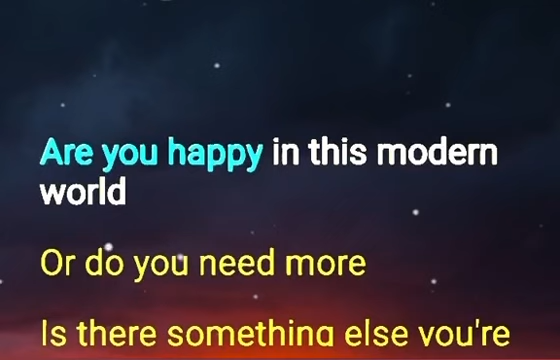 Are you happy in this modern
world
Or do you need more
Is there something else you're